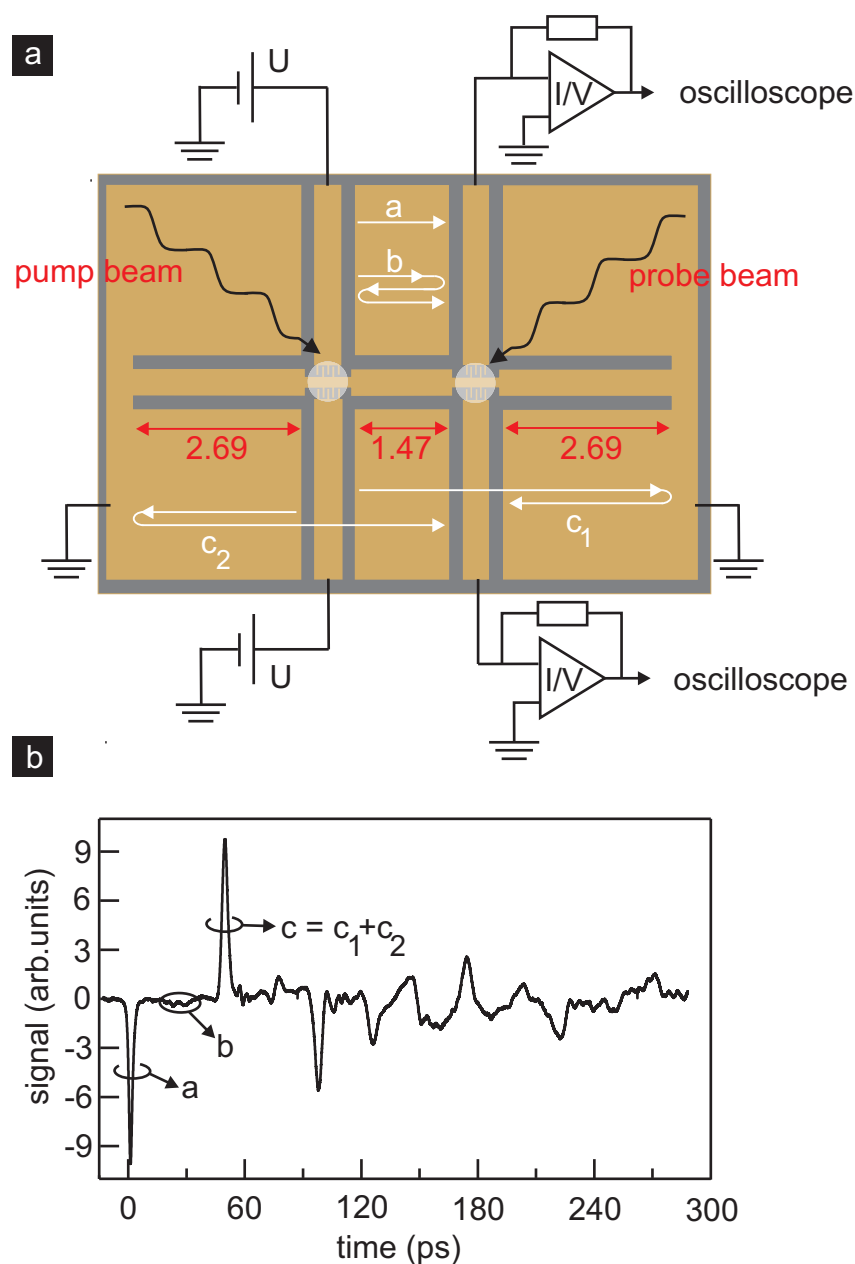 a
U
I/V
oscilloscope
a
b
pump beam
probe beam
2.69
1.47
2.69
c₁
c₂
U
I/V
oscilloscope
b
9
6
3
0
-3
-6
-9
signal (arb.units)
c = c₁+c₂
b
a
0
60
120
180
240
300
time (ps)